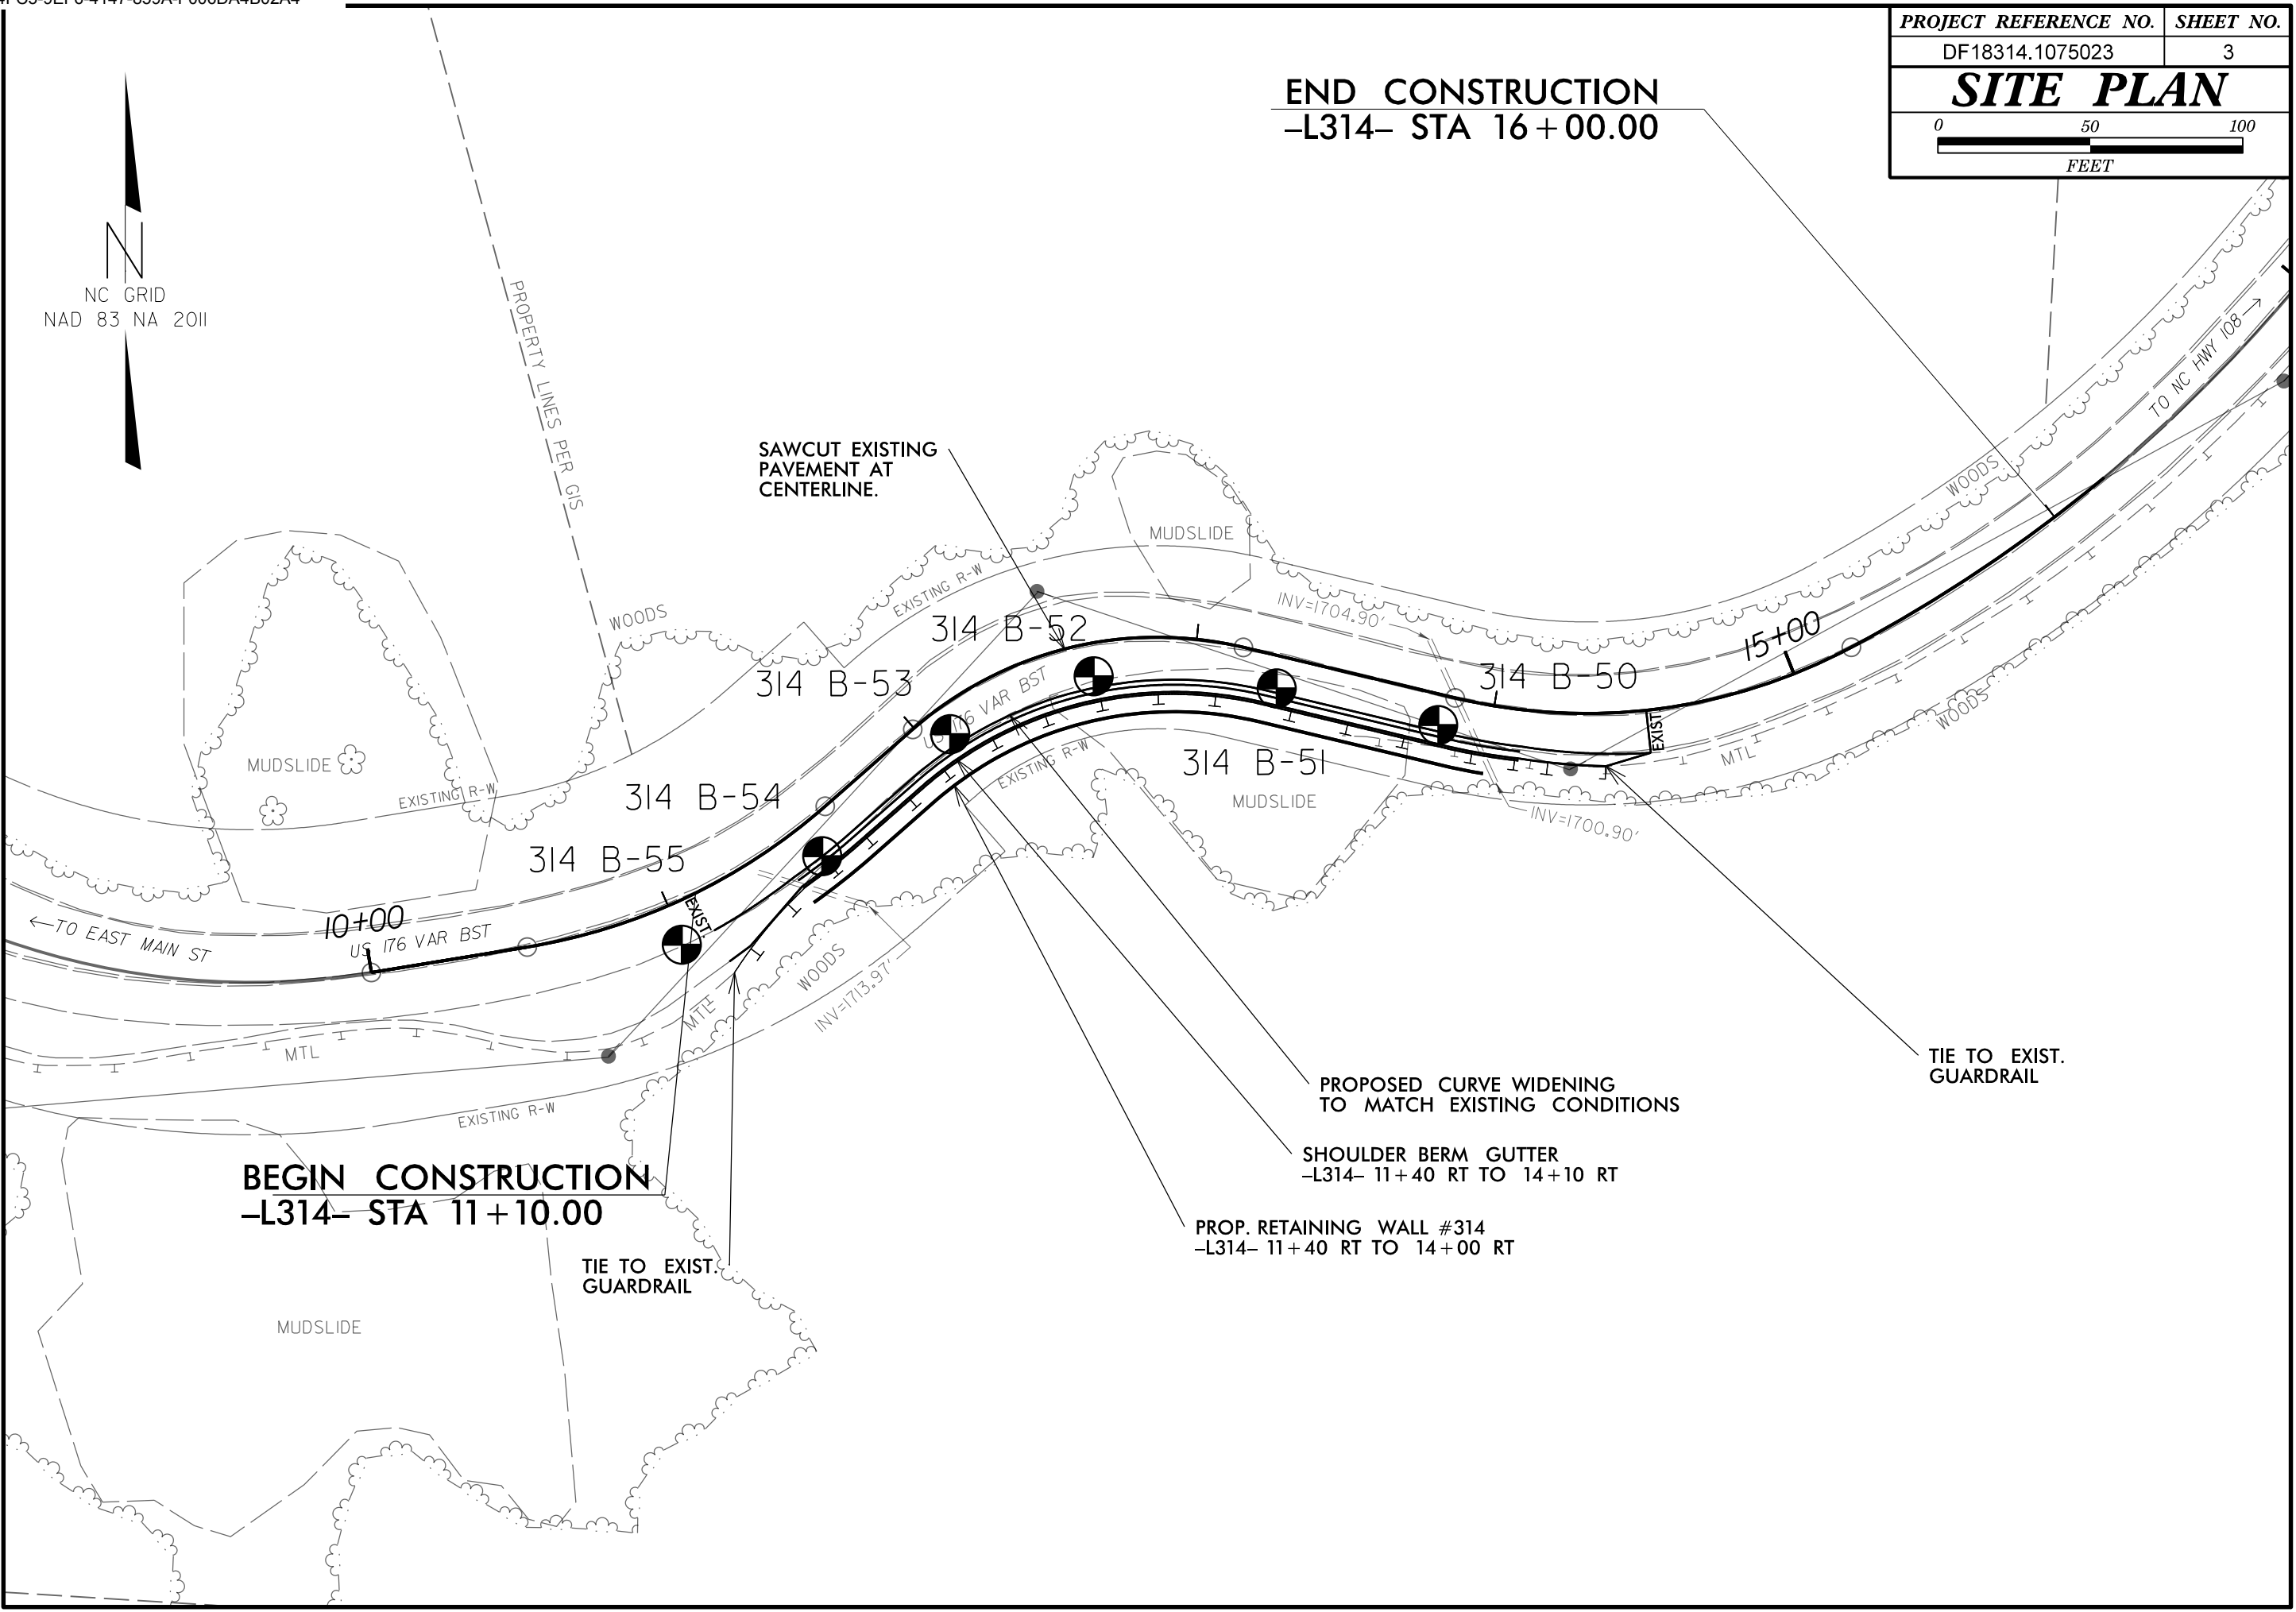 PROJECT REFERENCE NO. SHEET NO.
DF18314.1075023 3
SITE PLAN
0 50 100
FEET
END CONSTRUCTION
–L314– STA 16+00.00
N
NC GRID
NAD 83 NA 2011
PROPERTY LINES PER GIS
TO NC HWY 108
SAWCUT EXISTING
PAVEMENT AT
CENTERLINE.
WOODS
MUDSLIDE
EXISTING R-W
WOODS
INV=1704.90'
314 B-52
15+00
314 B-53
314 B-50
VAR BST
EXIST.
WOODS
MTL
MUDSLIDE
EXISTING R-W
314 B-51
EXISTING R-W
314 B-54
MUDSLIDE
INV=1700.90'
314 B-55
10+00
EXIST.
TO EAST MAIN ST
US 176 VAR BST
WOODS
INV=1713.97'
MTL
MTL
TIE TO EXIST.
GUARDRAIL
PROPOSED CURVE WIDENING
TO MATCH EXISTING CONDITIONS
EXISTING R-W
SHOULDER BERM GUTTER
–L314– 11+40 RT TO 14+10 RT
BEGIN CONSTRUCTION
–L314– STA 11+10.00
PROP. RETAINING WALL #314
–L314– 11+40 RT TO 14+00 RT
TIE TO EXIST.
GUARDRAIL
MUDSLIDE